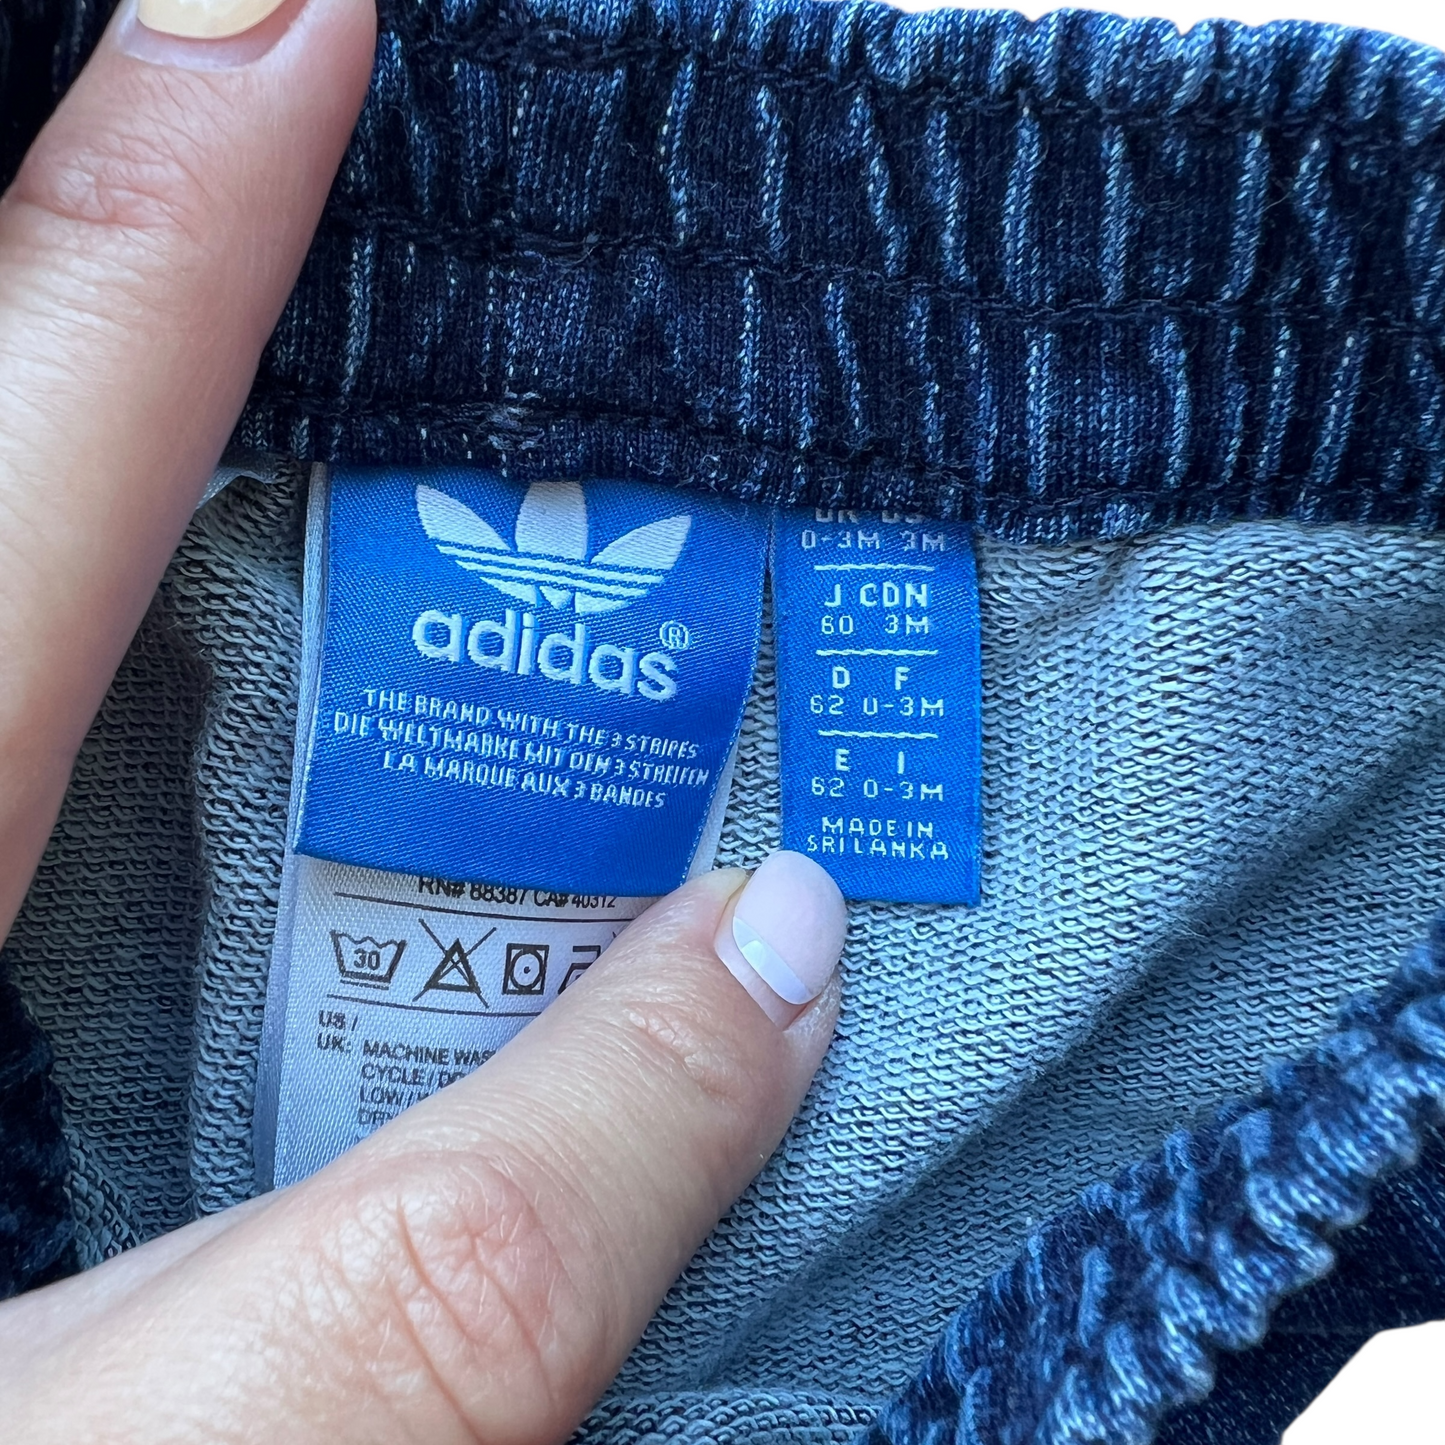 adidas®
THE BRAND WITH THE 3 STRIPES
DIE WELTMARKE MIT DEN 3 STREIFEN
LA MARQUE AUX 3 BANDES
RN# 88387 CA# 40312
30
US /
UK: MACHINE
CYCLE /
LOW /
0-3M 3M
J CDN
60 3M
D F
62 0-3M
E I
62 0-3M
MADE IN
SRI LANKA